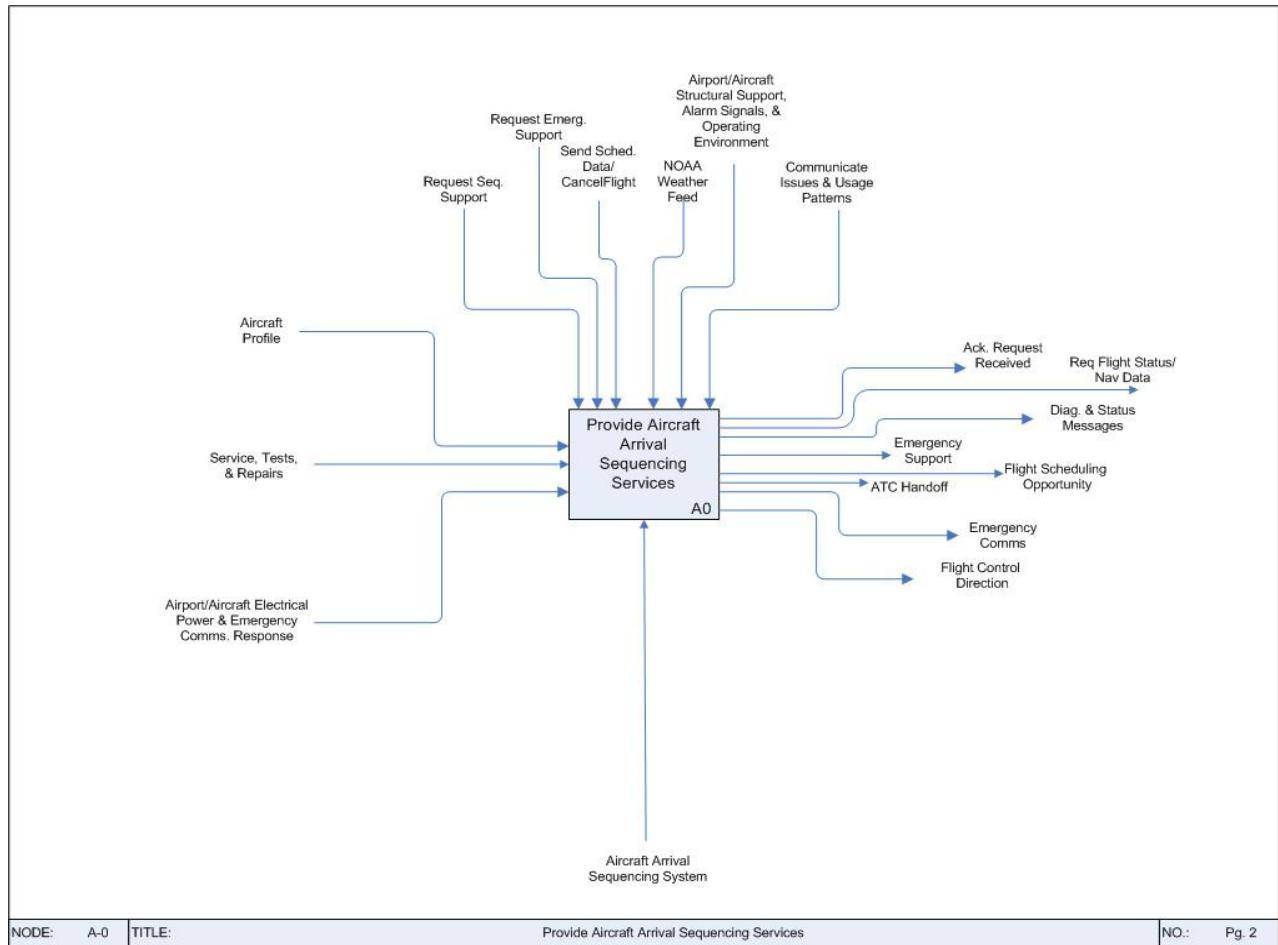 Airport/Aircraft
Structural Support,
Alarm Signals, &
Operating
Environment
Request Emerg.
Support
Send Sched.
Data/
CancelFlight
NOAA
Weather
Feed
Communicate
Issues & Usage
Patterns
Request Seq.
Support
Aircraft
Profile
Service, Tests,
& Repairs
Airport/Aircraft Electrical
Power & Emergency
Comms. Response
Provide Aircraft
Arrival
Sequencing
Services
A0
Ack. Request
Received
Req Flight Status/
Nav Data
Diag. & Status
Messages
Emergency
Support
Flight Scheduling
Opportunity
ATC Handoff
Emergency
Comms
Flight Control
Direction
Aircraft Arrival
Sequencing System
NODE: A-0 TITLE: Provide Aircraft Arrival Sequencing Services NO.: Pg. 2